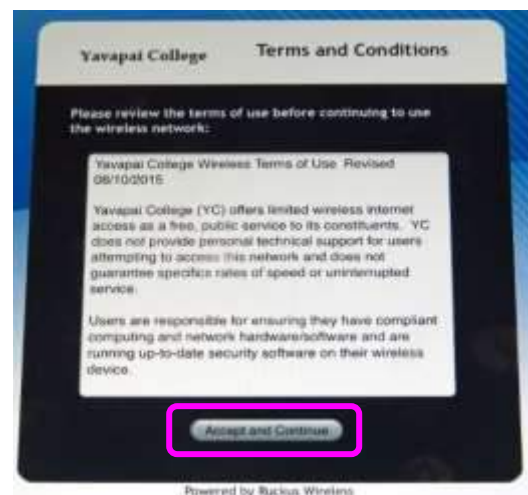 Yavapai College
Terms and Conditions
Please review the terms of use before continuing to use
the wireless network:
Yavapai College Wireless Terms of Use Revised
08/10/2015
Yavapai College (YC) offers limited wireless internet
access as a free, public service to its constituents. YC
does not provide personal technical support for users
attempting to access this network and does not
guarantee specifics rates of speed or uninterrupted
service.
Users are responsible for ensuring they have compliant
computing and network hardware/software and are
running up-to-date security software on their wireless
device.
Accept and Continue
Powered by Ruckus Wireless